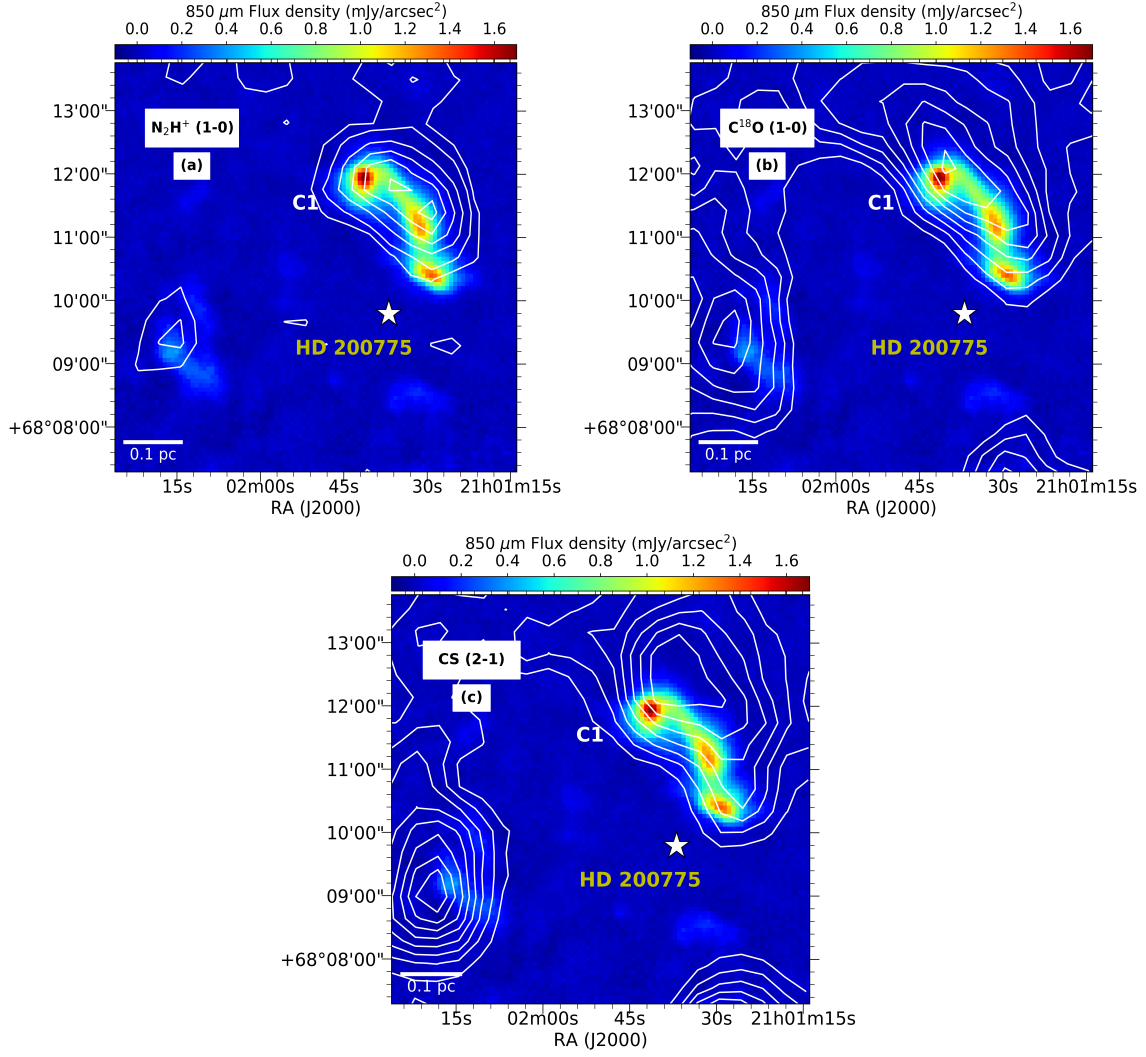 850 μm Flux density (mJy/arcsec²)
0.0 0.2 0.4 0.6 0.8 1.0 1.2 1.4 1.6
N₂H⁺ (1-0)
(a)
C1
HD 200775
0.1 pc
13'00"
12'00"
11'00"
10'00"
09'00"
+68°08'00"
15s 02m00s 45s 30s 21h01m15s
RA (J2000)
850 μm Flux density (mJy/arcsec²)
0.0 0.2 0.4 0.6 0.8 1.0 1.2 1.4 1.6
C¹⁸O (1-0)
(b)
C1
HD 200775
0.1 pc
13'00"
12'00"
11'00"
10'00"
09'00"
+68°08'00"
15s 02m00s 45s 30s 21h01m15s
RA (J2000)
850 μm Flux density (mJy/arcsec²)
0.0 0.2 0.4 0.6 0.8 1.0 1.2 1.4 1.6
CS (2-1)
(c)
C1
HD 200775
0.1 pc
13'00"
12'00"
11'00"
10'00"
09'00"
+68°08'00"
15s 02m00s 45s 30s 21h01m15s
RA (J2000)